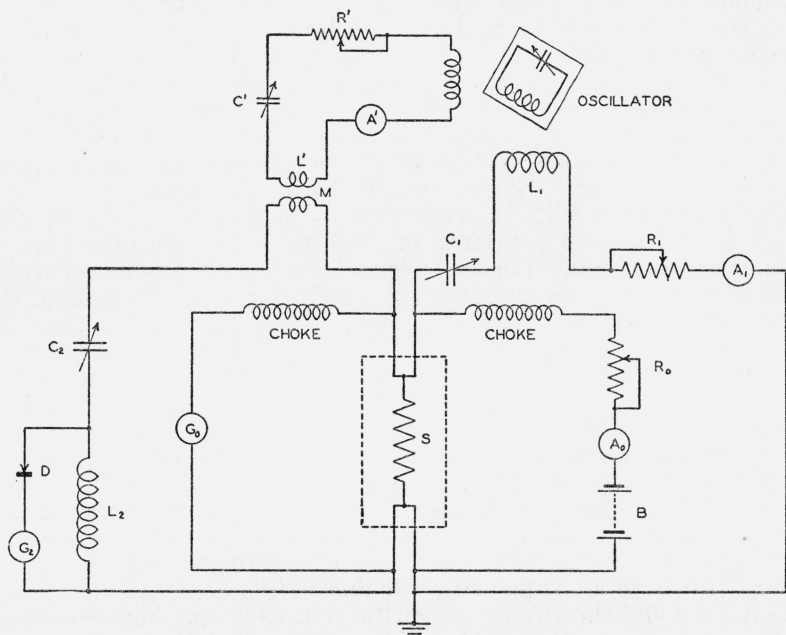 R'
C'
A'
OSCILLATOR
L'
M
L₁
C₁
R₁
A₁
CHOKE
CHOKE
C₂
R₀
G₀
S
A₀
D
L₂
B
G₂